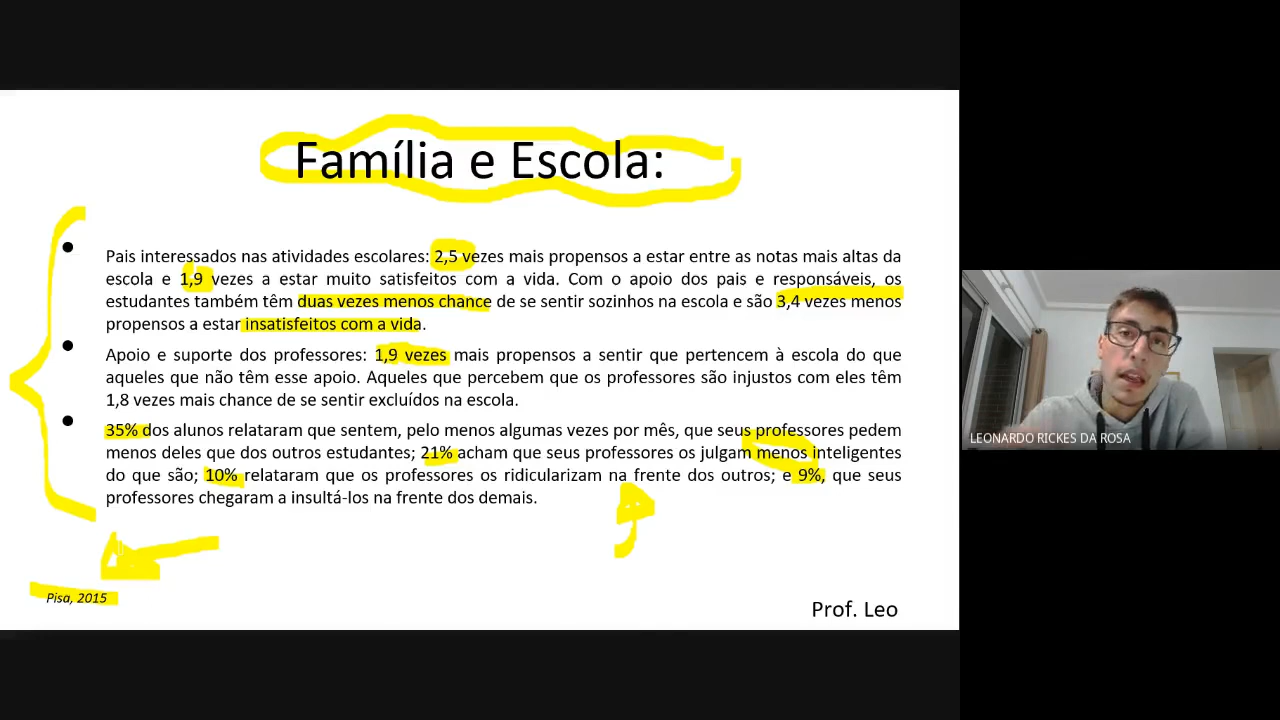 Família e Escola:
• Pais interessados nas atividades escolares: 2,5 vezes mais propensos a estar entre as notas mais altas da
escola e 1,9 vezes a estar muito satisfeitos com a vida. Com o apoio dos pais e responsáveis, os
estudantes também têm duas vezes menos chance de se sentir sozinhos na escola e são 3,4 vezes menos
propensos a estar insatisfeitos com a vida.
• Apoio e suporte dos professores: 1,9 vezes mais propensos a sentir que pertencem à escola do que
aqueles que não têm esse apoio. Aqueles que percebem que os professores são injustos com eles têm
1,8 vezes mais chance de se sentir excluídos na escola.
• 35% dos alunos relataram que sentem, pelo menos algumas vezes por mês, que seus professores pedem
menos deles que dos outros estudantes; 21% acham que seus professores os julgam menos inteligentes
do que são; 10% relataram que os professores os ridicularizam na frente dos outros; e 9%, que seus
professores chegaram a insultá-los na frente dos demais.
Pisa, 2015
Prof. Leo
LEONARDO RICKES DA ROSA